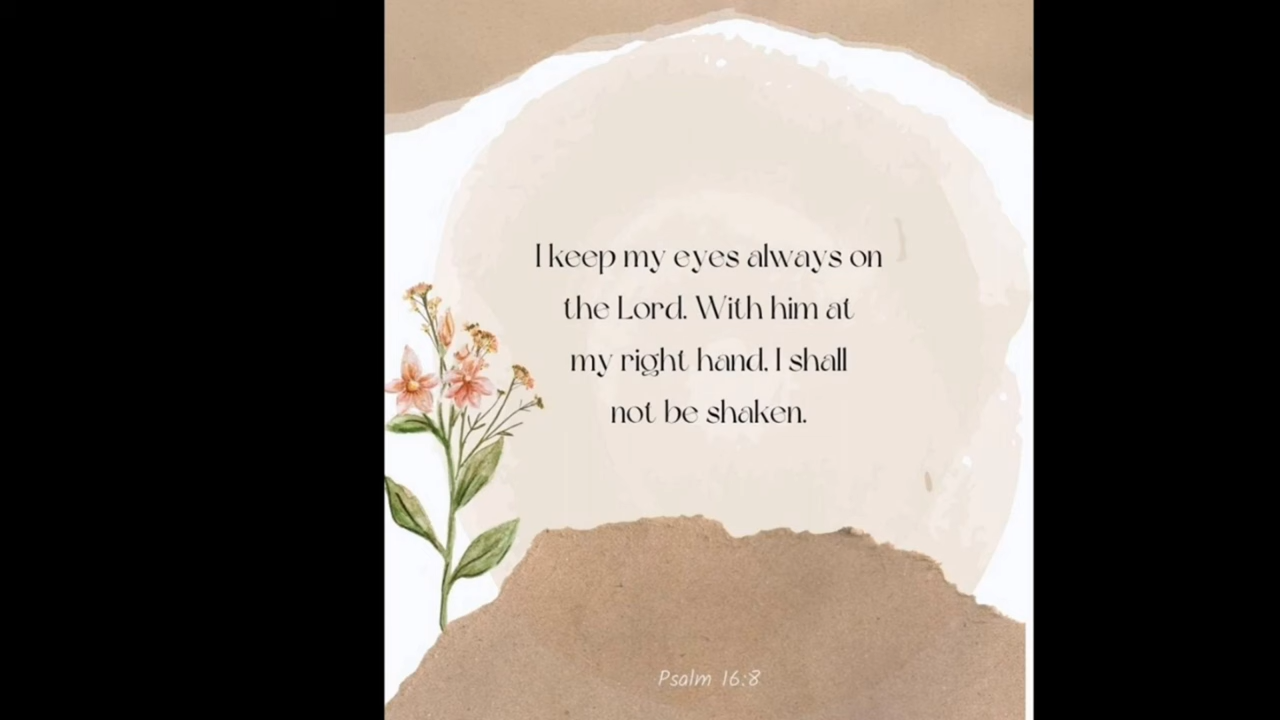 I keep my eyes always on
the Lord. With him at
my right hand, I shall
not be shaken.
Psalm 16:8